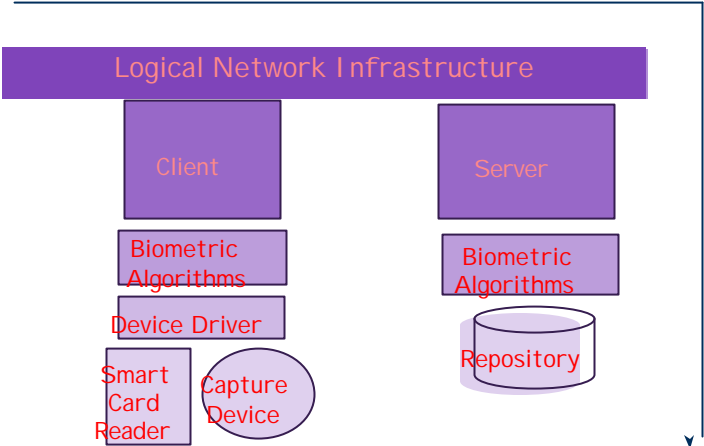 Logical Network Infrastructure
Client
Server
Biometric
Algorithms
Biometric
Algorithms
Device Driver
Smart
Card
Reader
Capture
Device
Repository